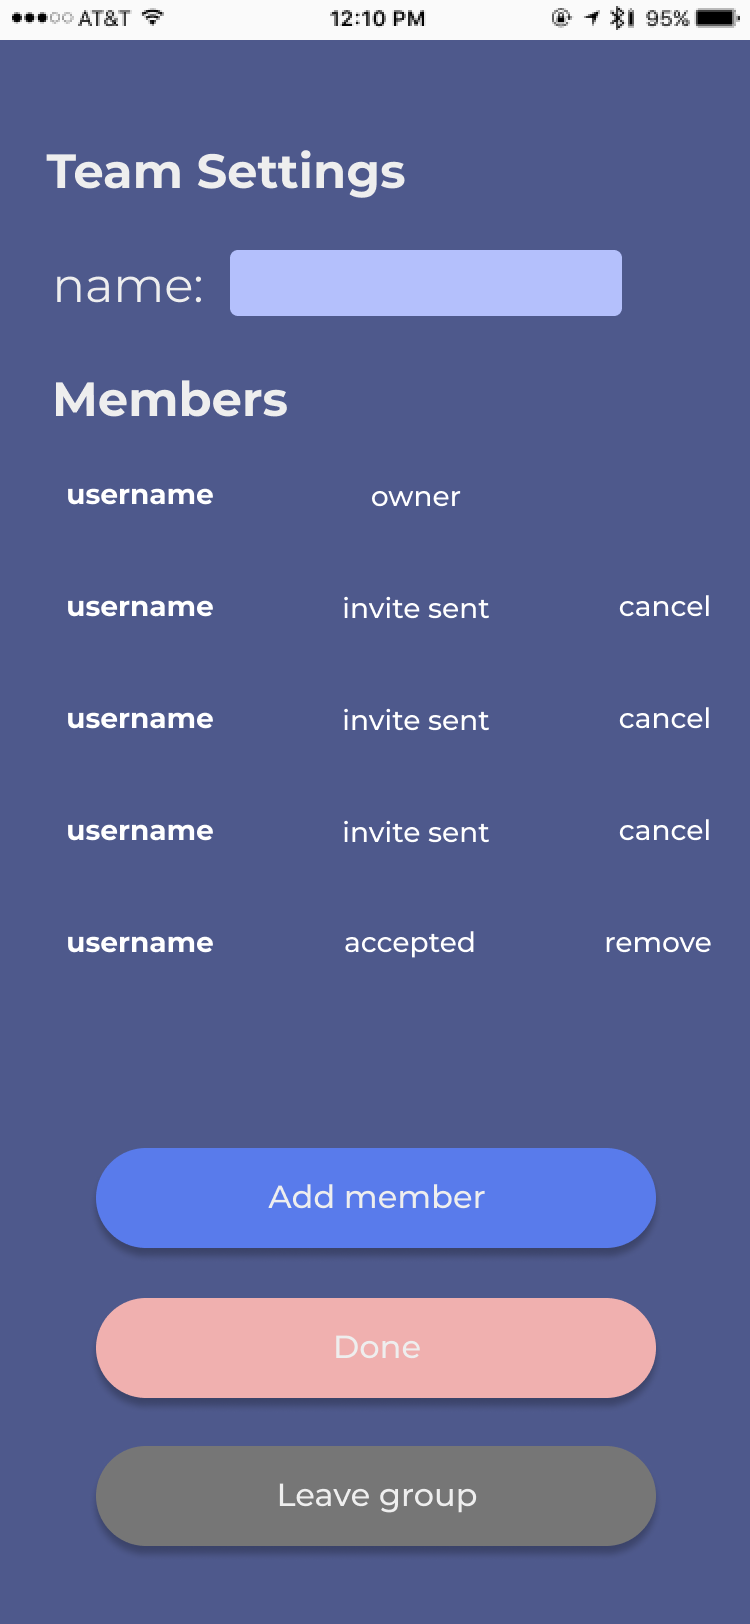 AT&T 12:10 PM 95%
Team Settings
name:
Members
username owner
username invite sent cancel
username invite sent cancel
username invite sent cancel
username accepted remove
Add member
Done
Leave group